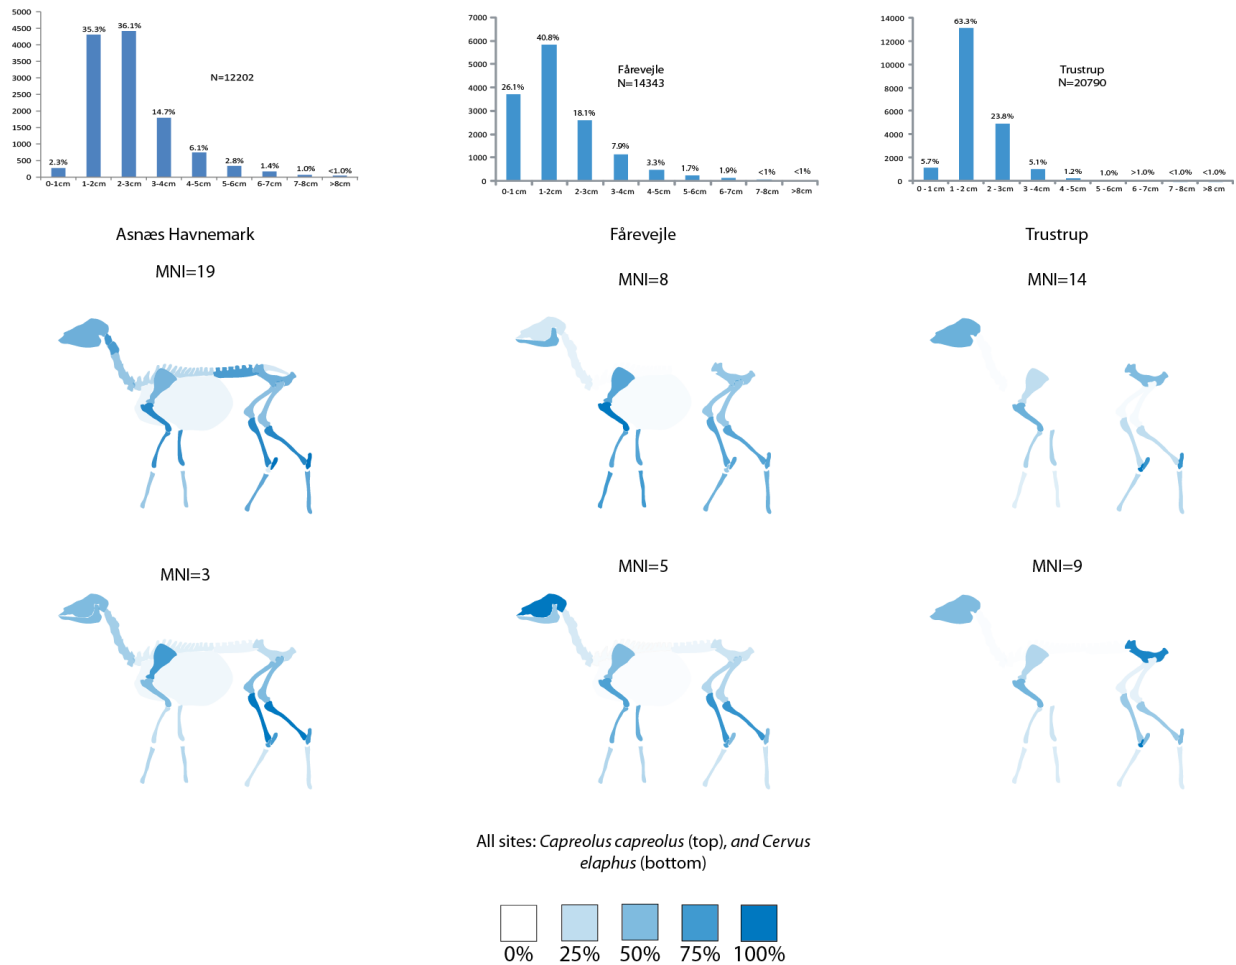 5000
4500
4000
3500
3000
2500
2000
1500
1000
500
0
2.3%
35.3%
36.1%
14.7%
6.1%
2.8%
1.4%
1.0%
<1.0%
N=12202
0-1cm
1-2cm
2-3cm
3-4cm
4-5cm
5-6cm
6-7cm
7-8cm
>8cm
7000
6000
5000
4000
3000
2000
1000
0
26.1%
40.8%
18.1%
7.9%
3.3%
1.7%
1.9%
<1%
<1%
Fårevejle
N=14343
0-1 cm
1-2cm
2-3cm
3-4cm
4-5cm
5-6cm
6-7cm
7-8cm
>8cm
14000
12000
10000
8000
6000
4000
2000
0
5.7%
63.3%
23.8%
5.1%
1.2%
1.0%
>1.0%
<1.0%
<1.0%
Trustrup
N=20790
0 - 1 cm
1 - 2 cm
2 - 3cm
3 - 4cm
4 - 5cm
5 - 6cm
6 - 7cm
7 - 8cm
>8 cm
Asnæs Havnemark
Fårevejle
Trustrup
MNI=19
MNI=8
MNI=14
MNI=3
MNI=5
MNI=9
All sites: Capreolus capreolus (top), and Cervus
elaphus (bottom)
0%
25%
50%
75%
100%